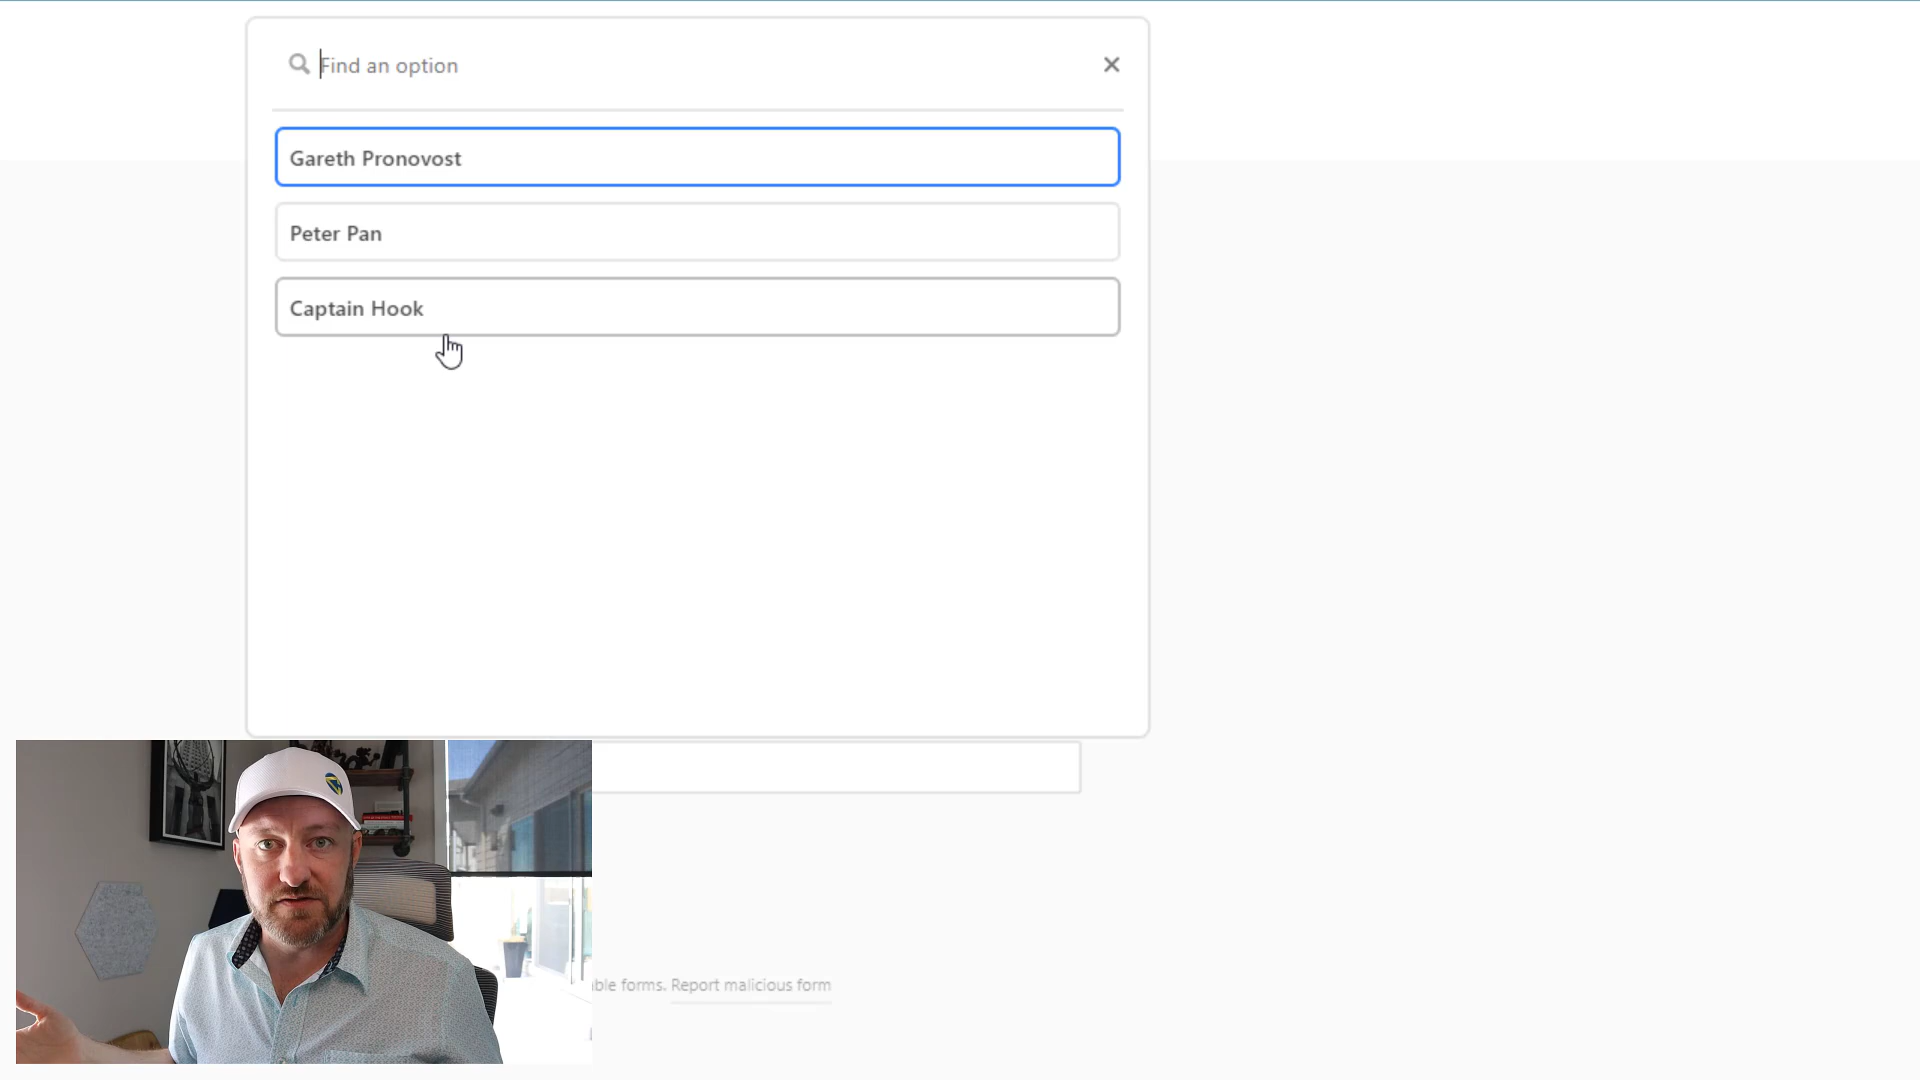 Find an option
Gareth Pronovost
Peter Pan
Captain Hook
ble forms. Report malicious form